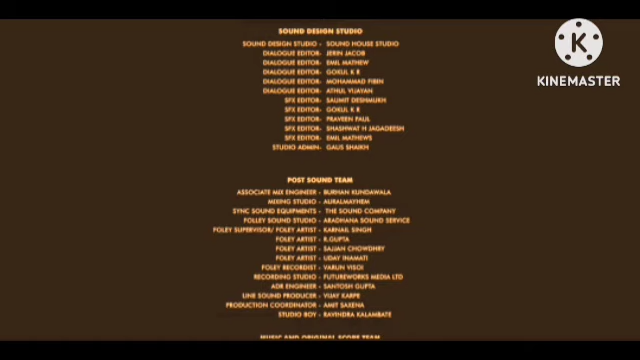 SOUND DESIGN STUDIO
SOUND DESIGN STUDIO - SOUND HOUSE STUDIO
DIALOGUE EDITOR- JERIN JACOB
DIALOGUE EDITOR- EMIL MATHEW
DIALOGUE EDITOR- GOKUL K R
DIALOGUE EDITOR- MOHAMMAD FIBIN
DIALOGUE EDITOR- ATHUL VIJAYAN
SFX EDITOR- SAUMIT DESHMUKH
SFX EDITOR- GOKUL K R
SFX EDITOR- PRAVEEN PAUL
SFX EDITOR- SHASHWAT H JAGADEESH
SFX EDITOR- EMIL MATHEWS
STUDIO ADMIN- GAUS SHAIKH
POST SOUND TEAM
ASSOCIATE MIX ENGINEER - BURHAN KUNDAWALA
MIXING STUDIO - AURALMAYHEM
SYNC SOUND EQUIPMENTS - THE SOUND COMPANY
FOLLEY SOUND STUDIO - ARADHANA SOUND SERVICE
FOLEY SUPERVISOR/ FOLEY ARTIST - KARNAIL SINGH
FOLEY ARTIST - R.GUPTA
FOLEY ARTIST - SAJJAN CHOWDHRY
FOLEY ARTIST - UDAY INAMATI
FOLEY RECORDIST - VARUN VISOI
RECORDING STUDIO - FUTUREWORKS MEDIA LTD
ADR ENGINEER - SANTOSH GUPTA
LINE SOUND PRODUCER - VIJAY KARPE
PRODUCTION COORDINATOR - AMIT SAXENA
STUDIO BOY - RAVINDRA KALAMBATE
MUSIC AND ORIGINAL SCORE TEAM
K
KINEMASTER